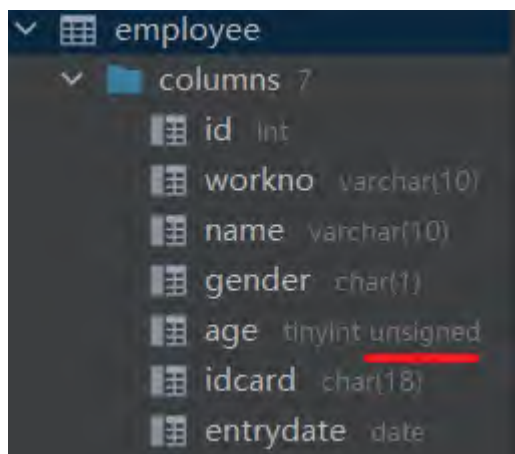 employee
columns 7
id int
workno varchar(10)
name varchar(10)
gender char(1)
age tinyint unsigned
idcard char(18)
entrydate date